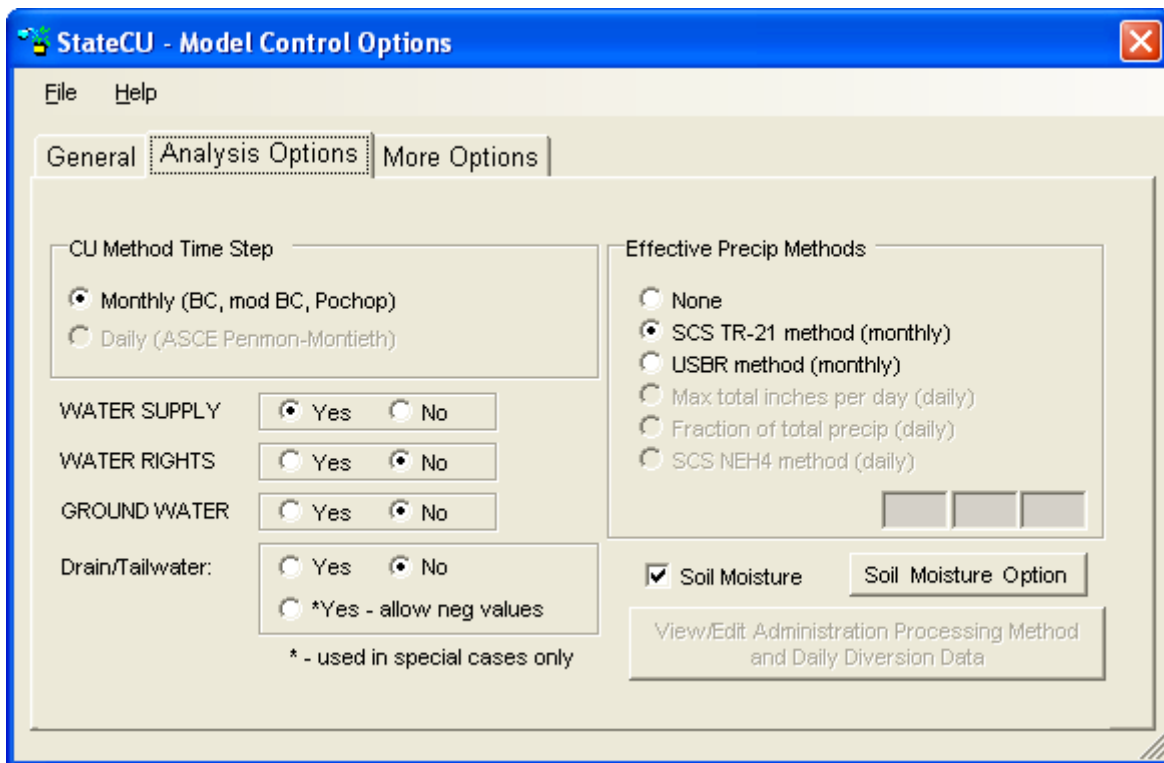 StateCU - Model Control Options
File Help
General Analysis Options More Options
CU Method Time Step
Monthly (BC, mod BC, Pochop)
Daily (ASCE Penmon-Montieth)
WATER SUPPLY Yes No
WATER RIGHTS Yes No
GROUND WATER Yes No
Drain/Tailwater: Yes No
*Yes - allow neg values
* - used in special cases only
Effective Precip Methods
None
SCS TR-21 method (monthly)
USBR method (monthly)
Max total inches per day (daily)
Fraction of total precip (daily)
SCS NEH4 method (daily)
Soil Moisture Soil Moisture Option
View/Edit Administration Processing Method
and Daily Diversion Data